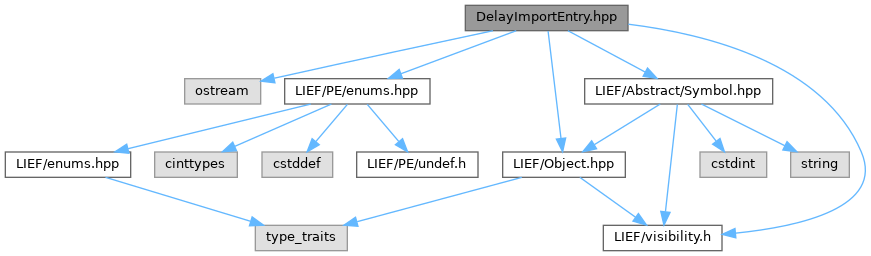 DelayImportEntry.hpp
ostream
LIEF/PE/enums.hpp
LIEF/Abstract/Symbol.hpp
LIEF/enums.hpp
cinttypes
cstddef
LIEF/PE/undef.h
LIEF/Object.hpp
cstdint
string
type_traits
LIEF/visibility.h